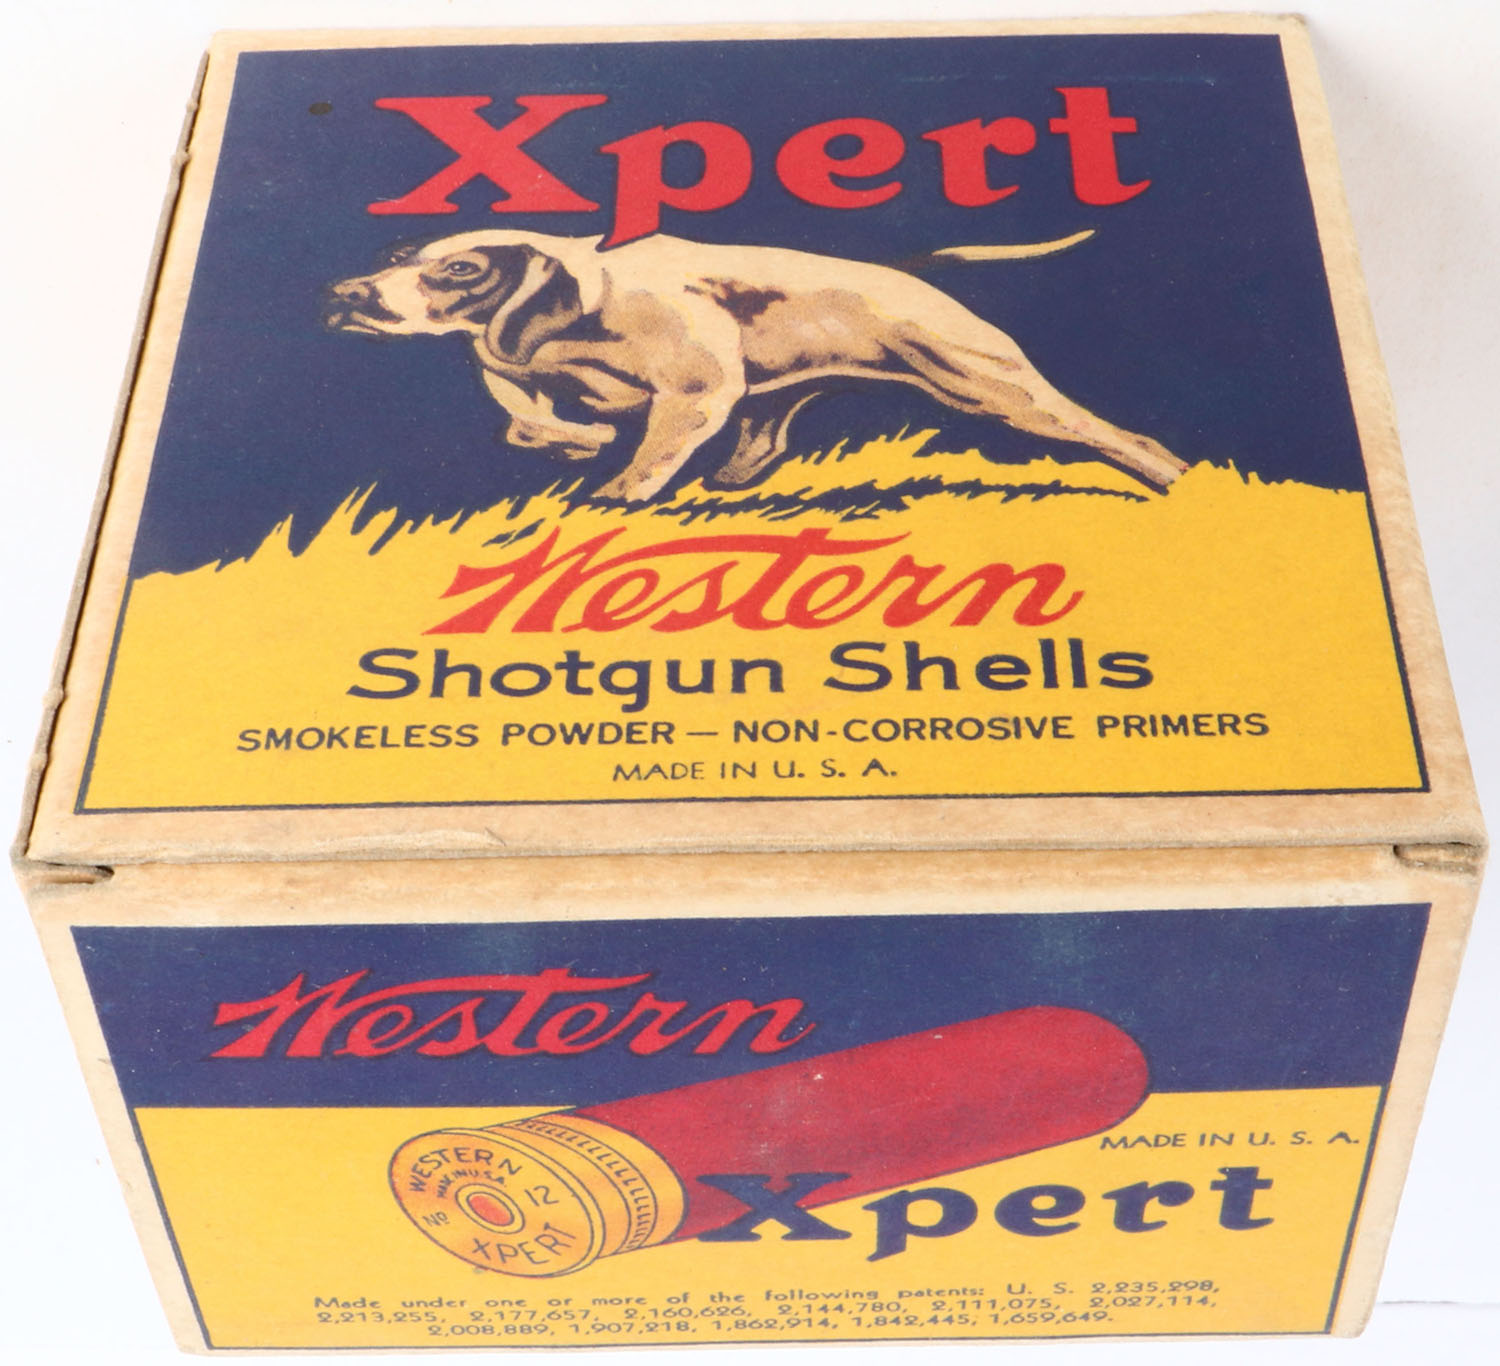 Xpert
Western
Shotgun Shells
SMOKELESS POWDER — NON-CORROSIVE PRIMERS
MADE IN U. S. A.
Western
MADE IN U. S. A.
WESTERN
MADE IN U.S.A.
No 12
XPERT
Xpert
Made under one or more of the following patents: U. S. 2,235,298,
2,213,255, 2,177,657, 2,160,626, 2,144,780, 2,111,075, 2,027,114,
2,008,889, 1,907,218, 1,862,914, 1,842,445, 1,659,649.